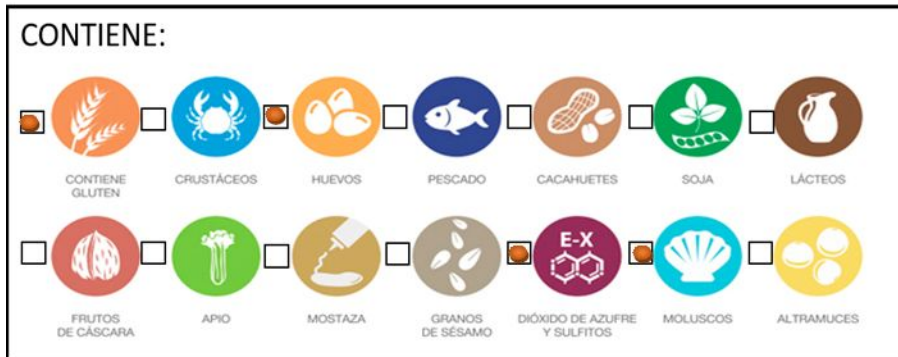 CONTIENE:
CONTIENE
GLUTEN
CRUSTÁCEOS
HUEVOS
PESCADO
CACAHUETES
SOJA
LÁCTEOS
E-X
FRUTOS
DE CÁSCARA
APIO
MOSTAZA
GRANOS
DE SÉSAMO
DIÓXIDO DE AZUFRE
Y SULFITOS
MOLUSCOS
ALTRAMUCES